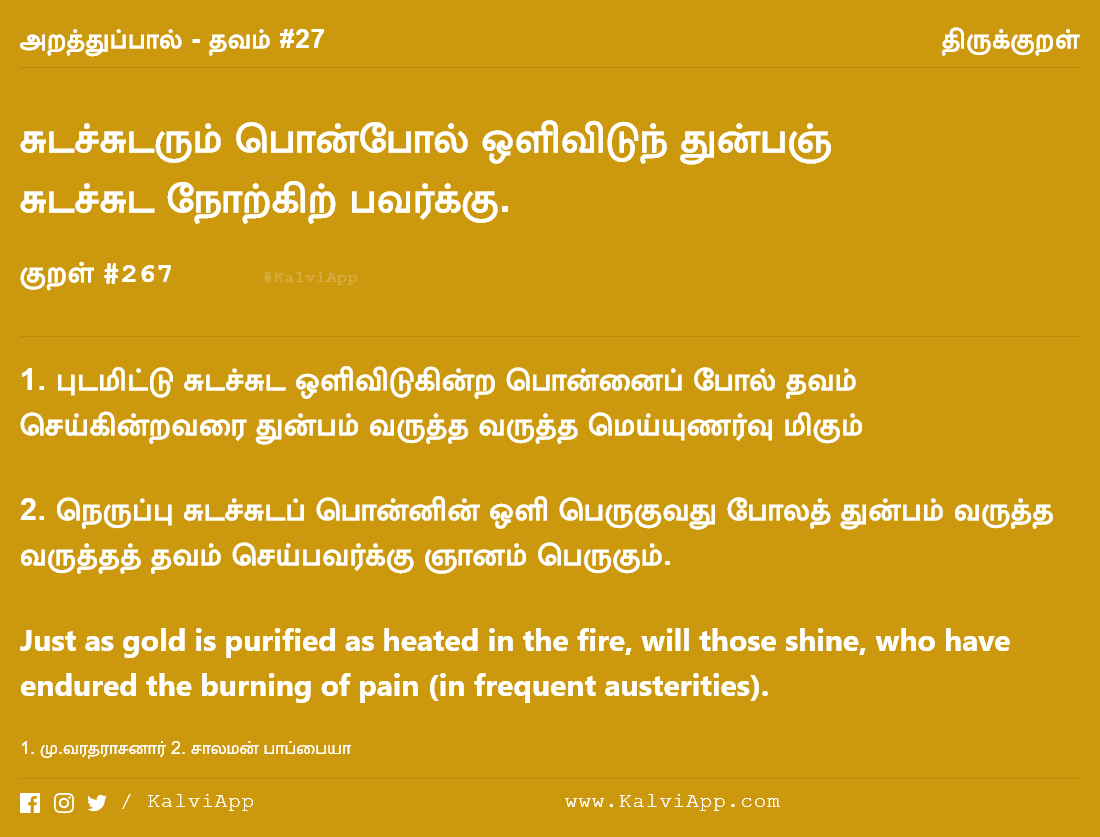 அறத்துப்பால் - தவம் #27
திருக்குறள்
சுடச்சுடரும் பொன்போல் ஒளிவிடுந் துன்பஞ்
சுடச்சுட நோற்கிற் பவர்க்கு.
குறள் #267
#KalviApp
1. புடமிட்டு சுடச்சுட ஒளிவிடுகின்ற பொன்னைப் போல் தவம்
செய்கின்றவரை துன்பம் வருத்த வருத்த மெய்யுணர்வு மிகும்
2. நெருப்பு சுடச்சுடப் பொன்னின் ஒளி பெருகுவது போலத் துன்பம் வருத்த
வருத்தத் தவம் செய்பவர்க்கு ஞானம் பெருகும்.
Just as gold is purified as heated in the fire, will those shine, who have
endured the burning of pain (in frequent austerities).
1. மு.வரதராசனார் 2. சாலமன் பாப்பையா
/ KalviApp
www.KalviApp.com